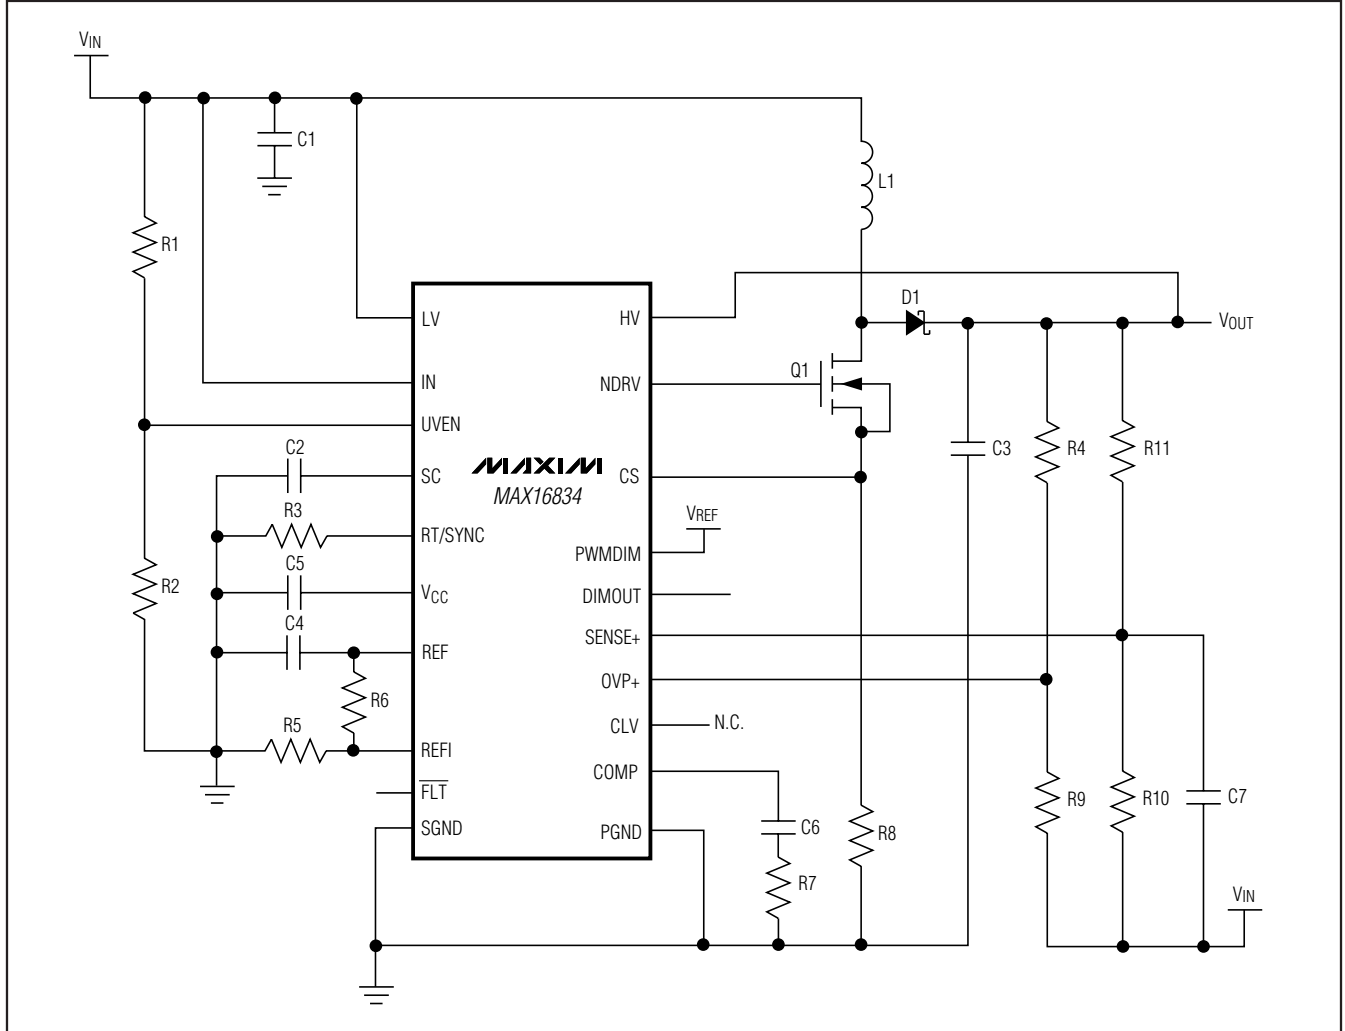 VIN
C1
L1
R1
D1
VOUT
LV
HV
Q1
IN
NDRV
UVEN
C2
SC
MAXIM
MAX16834
CS
C3
R4
R11
R3
RT/SYNC
VREF
PWMDIM
C5
VCC
DIMOUT
R2
C4
REF
SENSE+
R6
OVP+
R5
REFI
CLV
N.C.
FLT
COMP
SGND
PGND
C6
R7
R8
R9
R10
C7
VIN